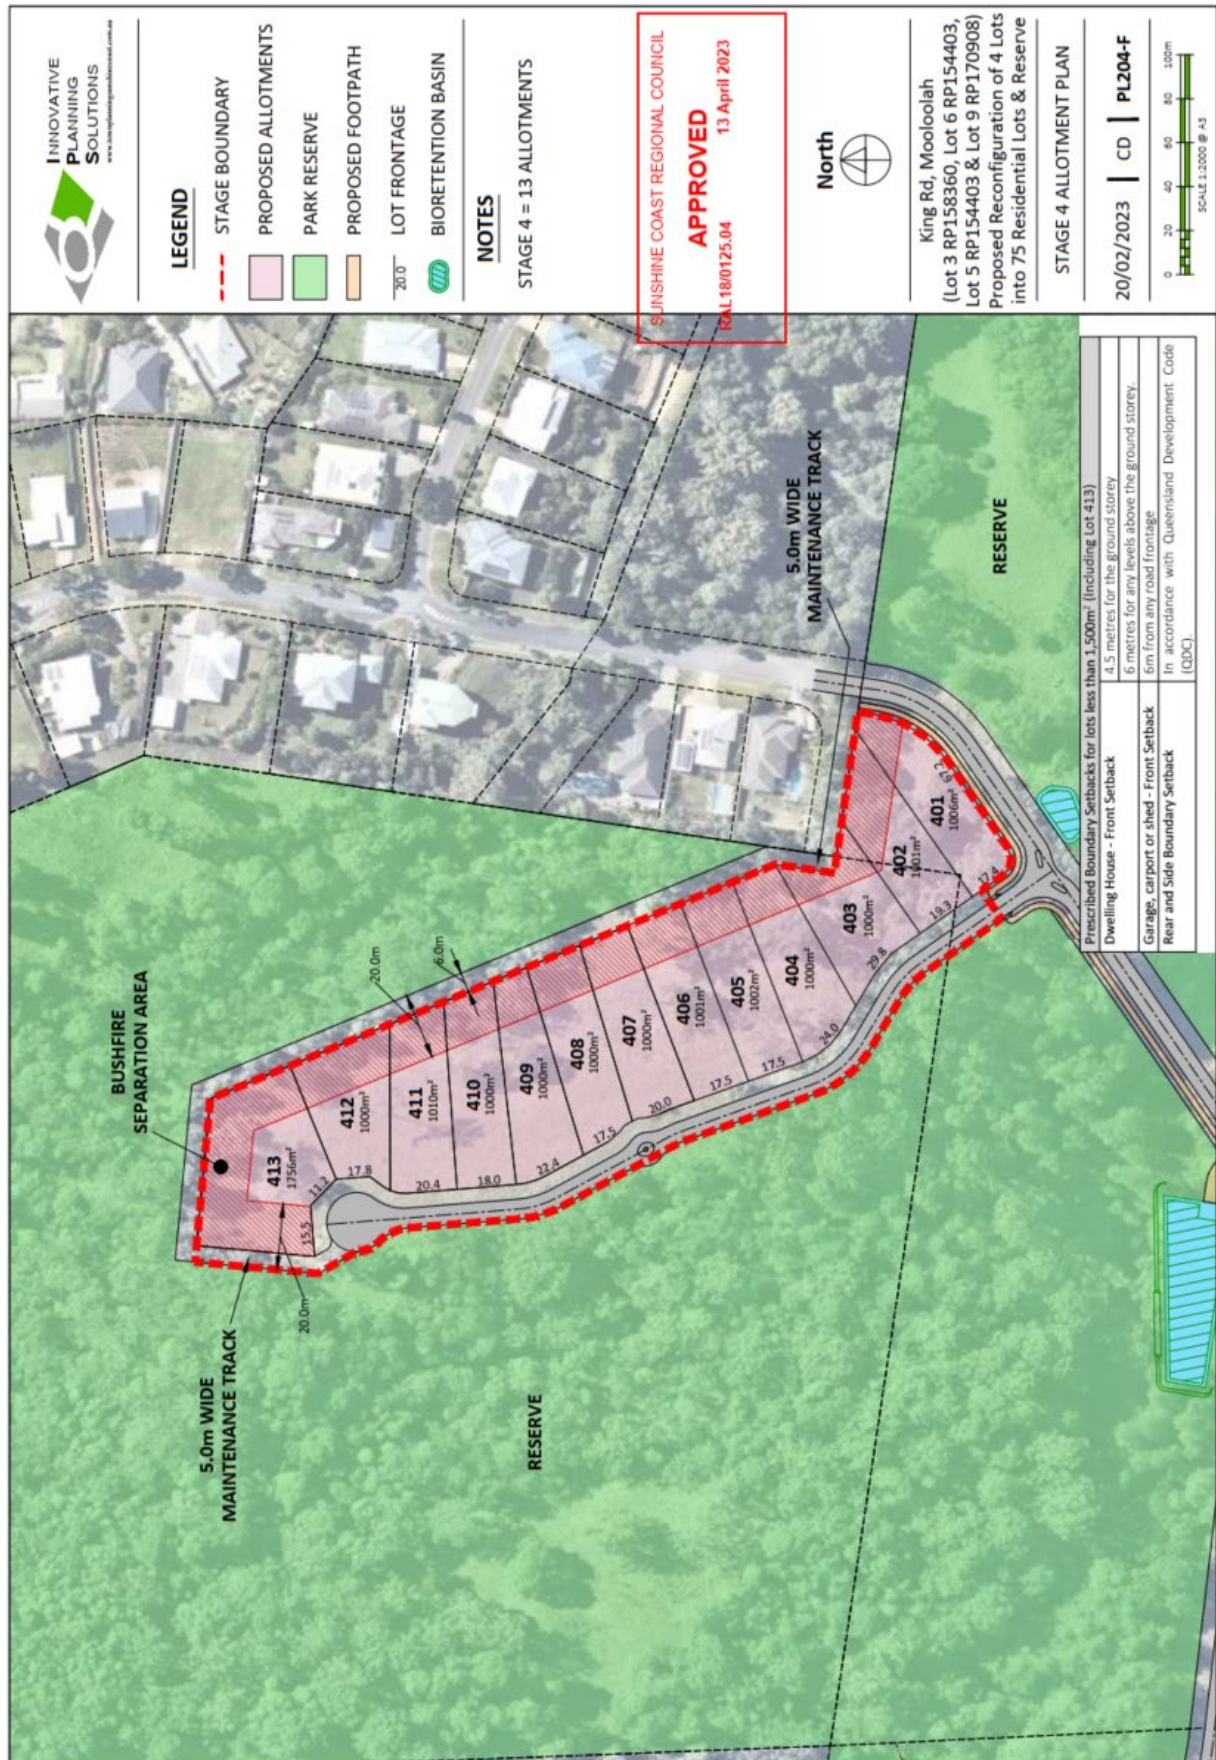 INNOVATIVE
PLANNING
SOLUTIONS
LEGEND
STAGE BOUNDARY
PROPOSED ALLOTMENTS
PARK RESERVE
PROPOSED FOOTPATH
20.0
LOT FRONTAGE
BIORETENTION BASIN
NOTES
STAGE 4 = 13 ALLOTMENTS
SUNSHINE COAST REGIONAL COUNCIL
APPROVED
RAL18/0125.04
13 April 2023
North
King Rd, Mooloolah
(Lot 3 RP158360, Lot 6 RP154403,
Lot 5 RP154403 & Lot 9 RP170908)
Proposed Reconfiguration of 4 Lots
into 75 Residential Lots & Reserve
STAGE 4 ALLOTMENT PLAN
20/02/2023 | CD | PL204-F
0 20 40 60 80 100m
SCALE 1:2000 @ A3
BUSHFIRE
SEPARATION AREA
5.0m WIDE
MAINTENANCE TRACK
20.0m
20.0m
6.0m
413
1756m²
15.5
11.2
412
1000m²
17.8
411
1010m²
20.4
410
1000m²
18.0
409
1000m²
22.4
408
1000m²
17.5
407
1000m²
20.0
406
1001m²
17.5
405
1002m²
17.5
404
1000m²
24.0
403
1000m²
29.8
402
1001m²
19.3
401
1006m²
17.4
67.2
5.0m WIDE
MAINTENANCE TRACK
RESERVE
RESERVE
Prescribed Boundary Setbacks for lots less than 1,500m² (Including Lot 413)
Dwelling House - Front Setback
4.5 metres for the ground storey
6 metres for any levels above the ground storey.
Garage, carport or shed - Front Setback
6m from any road frontage
Rear and Side Boundary Setback
In accordance with Queensland Development Code
(QDC).